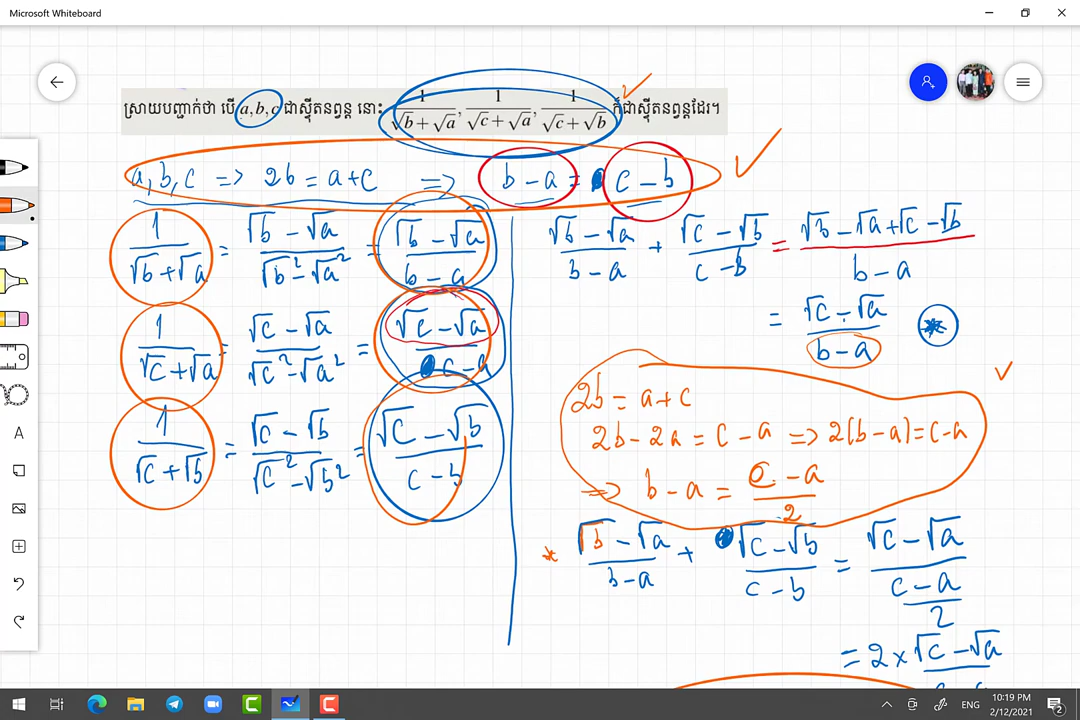 Microsoft Whiteboard
ស្រាយបញ្ជាក់ថា បើ a, b, c ជាស្វ៊ីតនព្វន្ត នោះ 1/(√b + √a), 1/(√c + √a), 1/(√c + √b) ក៏ជាស្វ៊ីតនព្វន្តដែរ។
a, b, c => 2b = a+c => b - a = c - b
1/(√b + √a) = (√b - √a)/(√b² - √a²) = (√b - √a)/(b - a)
1/(√c + √a) = (√c - √a)/(√c² - √a²) = (√c - √a)/(c - a)
1/(√c + √b) = (√c - √b)/(√c² - √b²) = (√c - √b)/(c - b)
(√b - √a)/(b - a) + (√c - √b)/(c - b) = (√b - √a + √c - √b)/(b - a)
= (√c - √a)/(b - a) *
2b = a + c
2b - 2a = c - a => 2(b - a) = c - a
=> b - a = (c - a)/2
* (√b - √a)/(b - a) + (√c - √b)/(c - b) = (√c - √a)/((c - a)/2)
= 2 × √c - √a
A
ENG
10:19 PM
2/12/2021
2